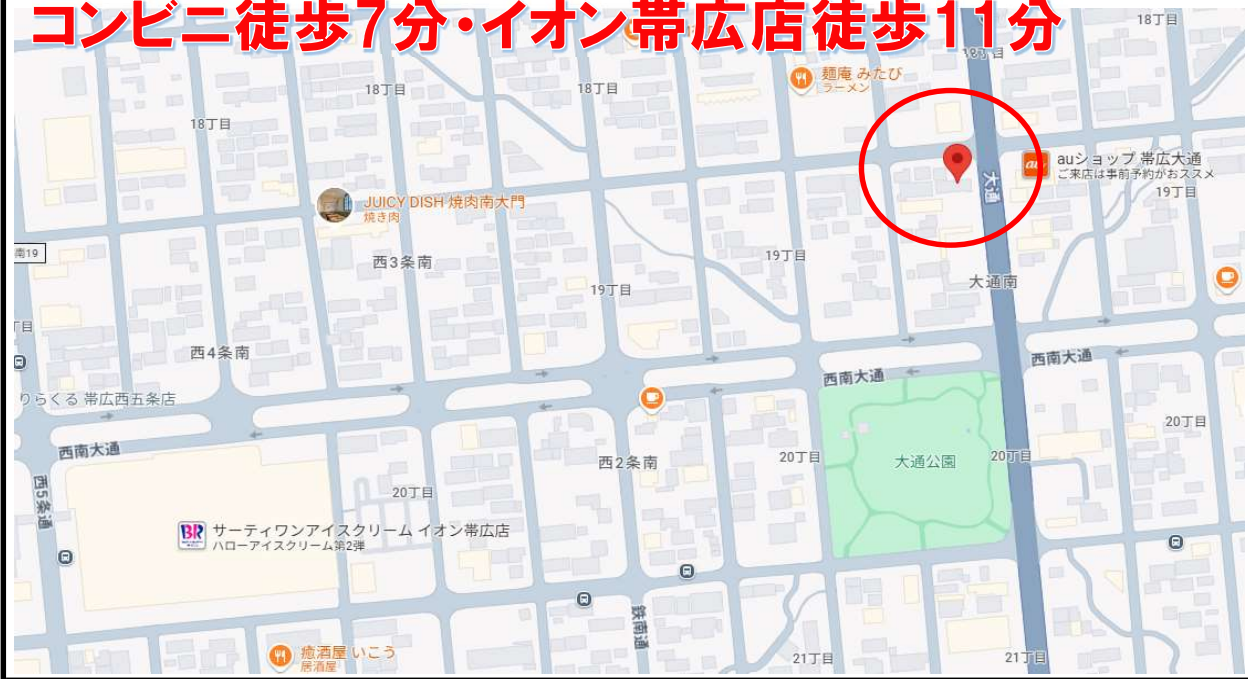 コンビニ徒歩7分・イオン帯広店徒歩11分
18丁目
18丁目
麺庵 みたび
ラーメン
18丁目
18丁目
18丁目
auショップ 帯広大通
ご来店は事前予約がおススメ
大通
19丁目
JUICY DISH 焼肉南大門
焼き肉
南19
西3条南
19丁目
大通南
19丁目
西4条南
西南大通
西南大通
りらくる 帯広西五条店
20丁目
西南大通
西2条南
20丁目
大通公園
20丁目
西5条通
20丁目
BR
サーティワンアイスクリーム イオン帯広店
ハローアイスクリーム第2弾
鉄南通
癒酒屋 いこう
居酒屋
21丁目
21丁目